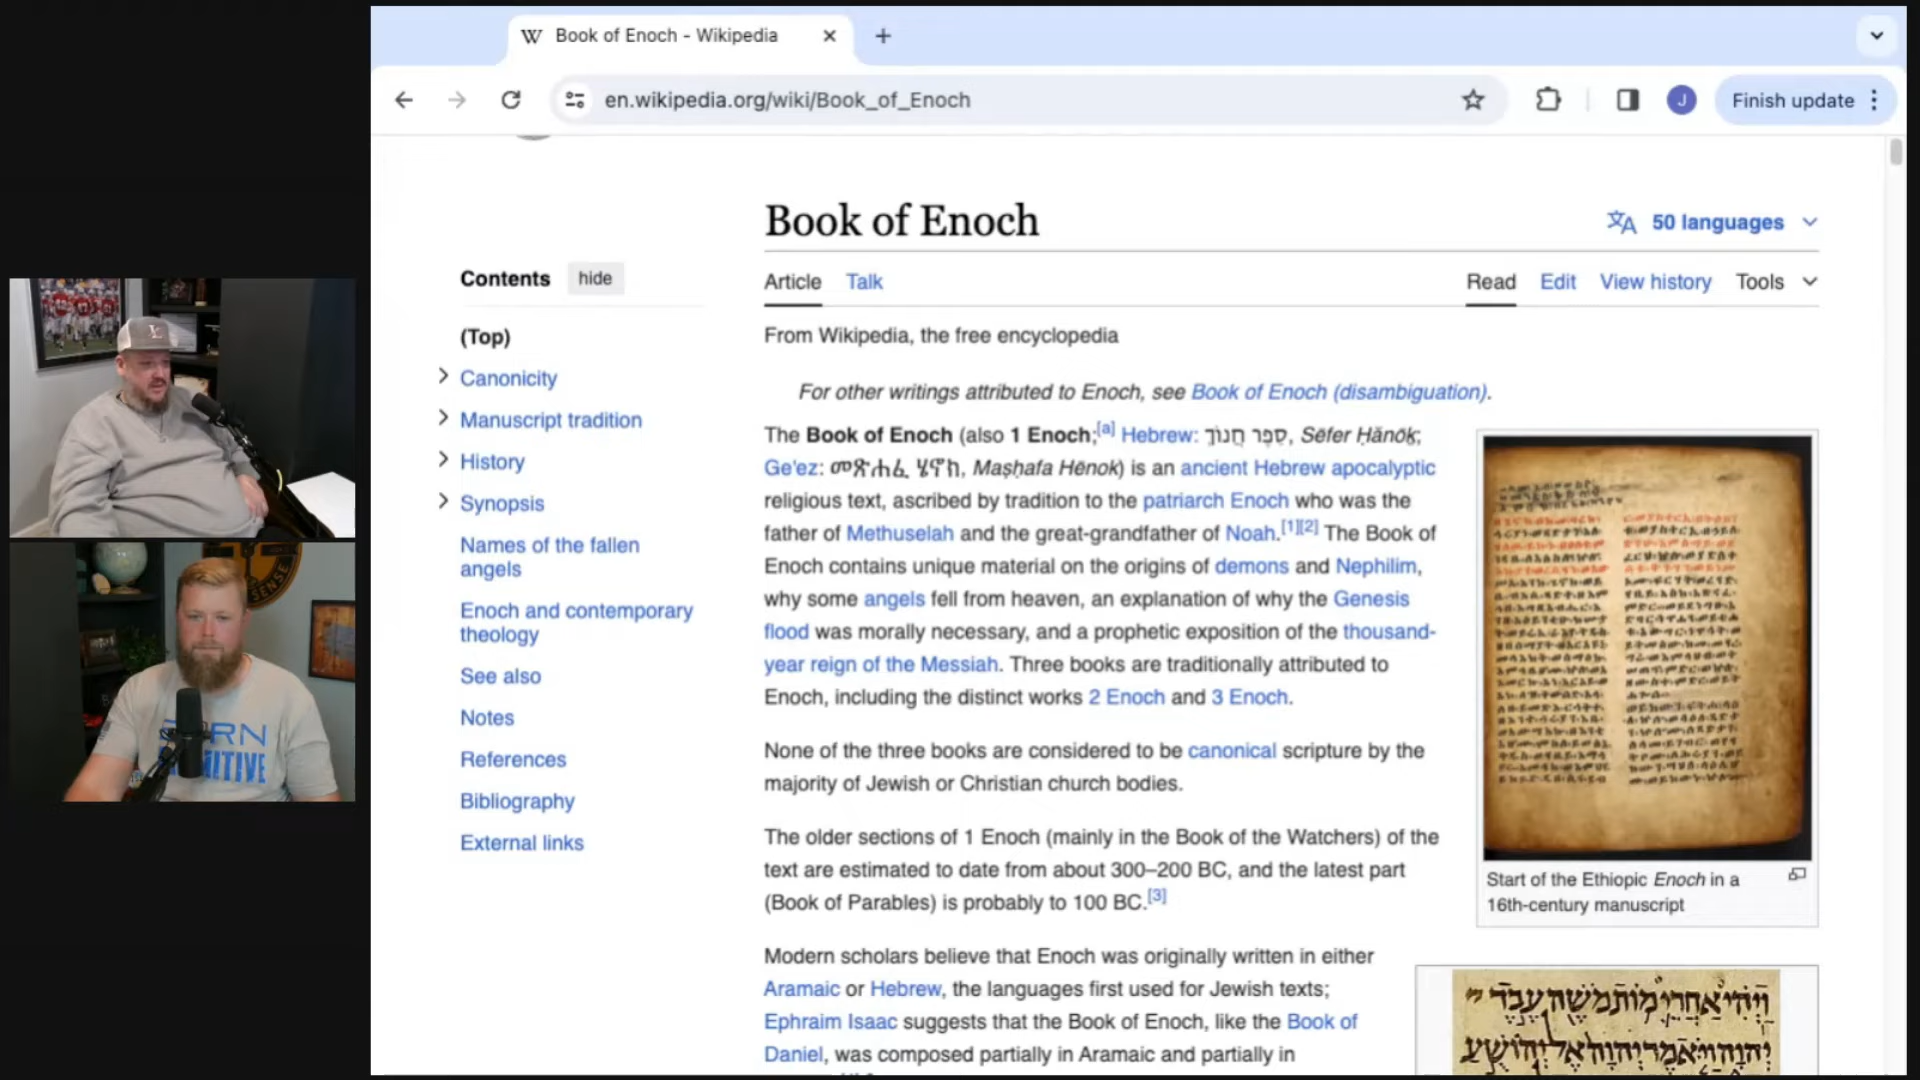 Book of Enoch - Wikipedia
en.wikipedia.org/wiki/Book_of_Enoch
J
Finish update
Book of Enoch
50 languages
Contents
hide
Article
Talk
Read
Edit
View history
Tools
(Top)
Canonicity
Manuscript tradition
History
Synopsis
Names of the fallen
angels
Enoch and contemporary
theology
See also
Notes
References
Bibliography
External links
From Wikipedia, the free encyclopedia
For other writings attributed to Enoch, see Book of Enoch (disambiguation).
The Book of Enoch (also 1 Enoch;[a] Hebrew: סֵפֶר חֲנוֹךְ, Sēfer Ḥănōḵ;
Ge'ez: መጽሐፈ ሄኖክ, Maṣḥafa Hēnok) is an ancient Hebrew apocalyptic
religious text, ascribed by tradition to the patriarch Enoch who was the
father of Methuselah and the great-grandfather of Noah.[1][2] The Book of
Enoch contains unique material on the origins of demons and Nephilim,
why some angels fell from heaven, an explanation of why the Genesis
flood was morally necessary, and a prophetic exposition of the thousand-
year reign of the Messiah. Three books are traditionally attributed to
Enoch, including the distinct works 2 Enoch and 3 Enoch.
None of the three books are considered to be canonical scripture by the
majority of Jewish or Christian church bodies.
The older sections of 1 Enoch (mainly in the Book of the Watchers) of the
text are estimated to date from about 300–200 BC, and the latest part
(Book of Parables) is probably to 100 BC.[3]
Modern scholars believe that Enoch was originally written in either
Aramaic or Hebrew, the languages first used for Jewish texts;
Ephraim Isaac suggests that the Book of Enoch, like the Book of
Daniel, was composed partially in Aramaic and partially in
Start of the Ethiopic Enoch in a
16th-century manuscript
SENSE